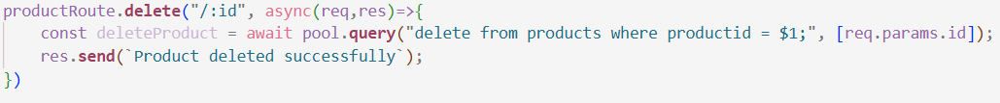 productRoute.delete("/:id", async(req,res)=>{
    const deleteProduct = await pool.query("delete from products where productid = $1;", [req.params.id]);
    res.send(`Product deleted successfully`);
})